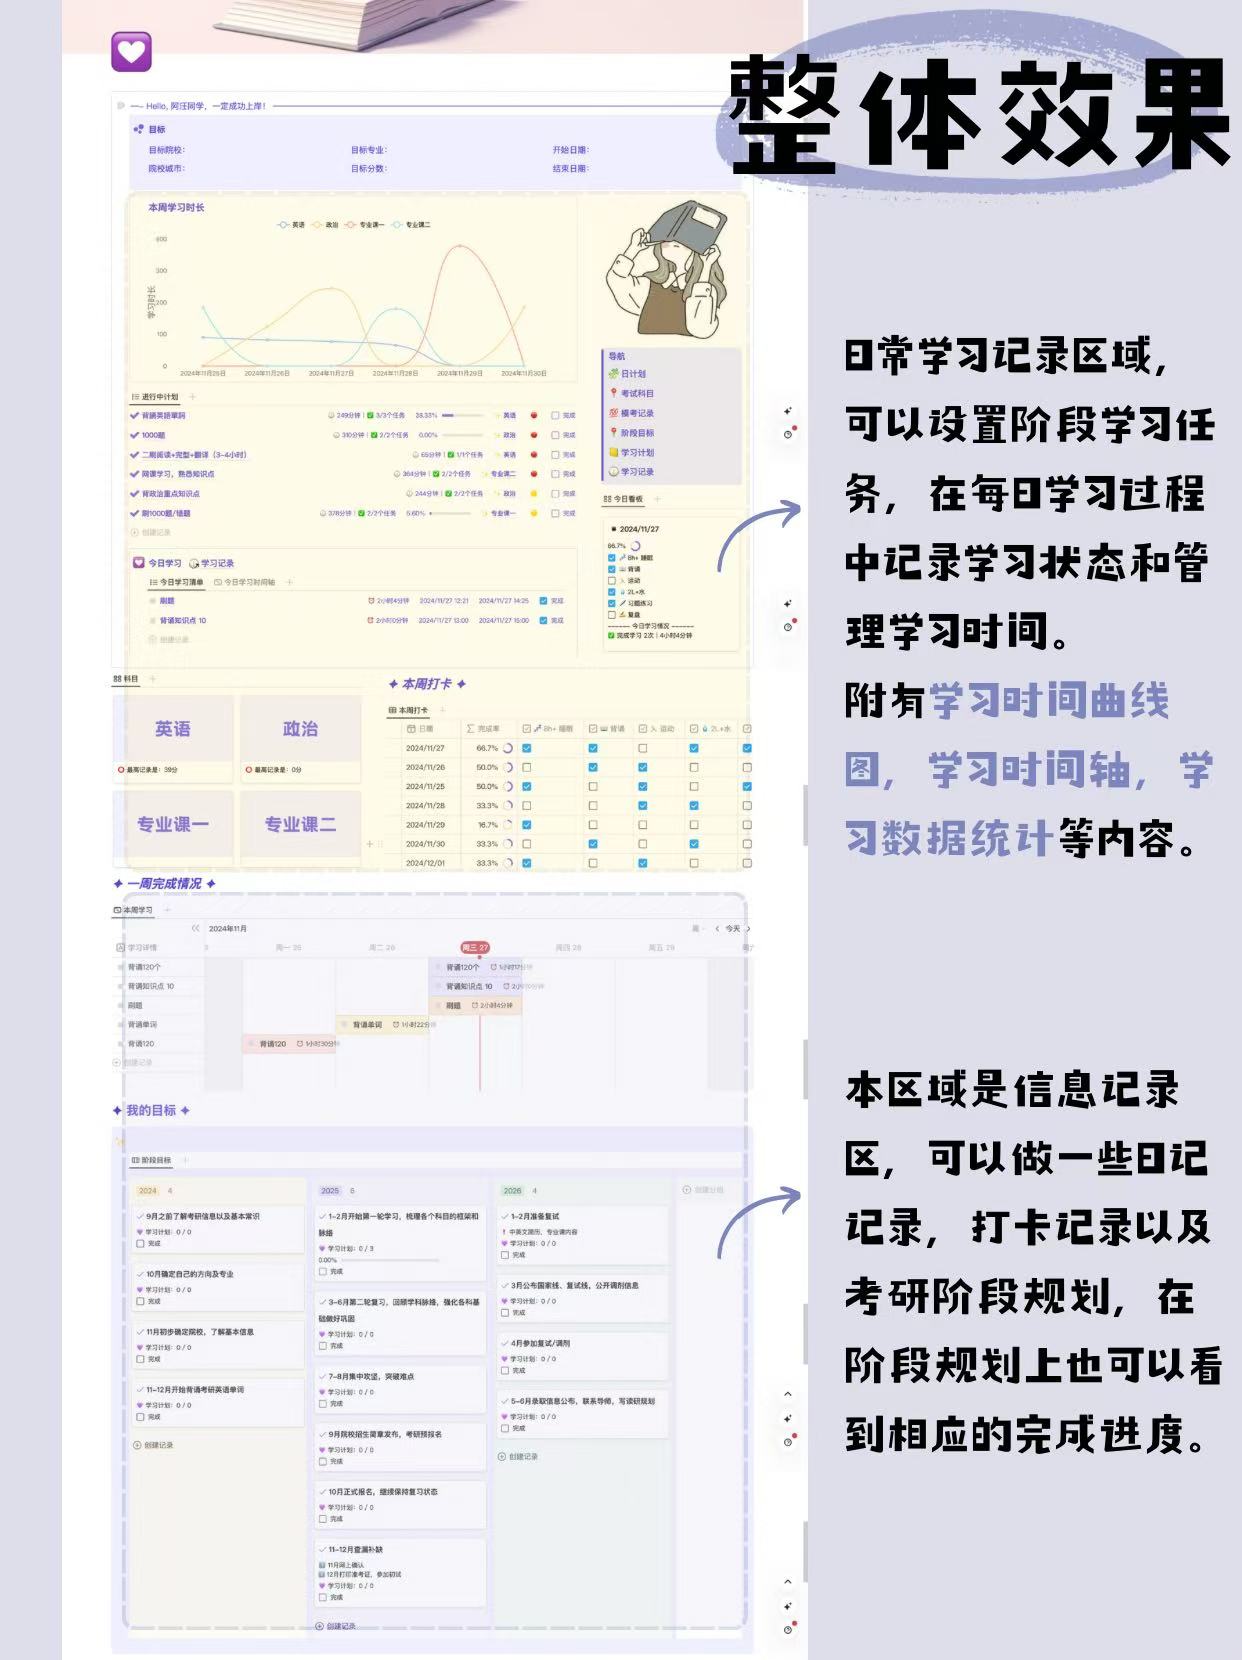 整体效果
—~ Hello, 阿汪同学，一定成功上岸！
目标
目标院校：
目标专业：
开始日期：
院校城市：
目标分数：
结束日期：
本周学习时长
英语 政治 专业课一 专业课二
学习时长
400
300
200
100
0
2024年11月25日 2024年11月26日 2024年11月27日 2024年11月28日 2024年11月29日 2024年11月30日
导航
日计划
考试科目
模考记录
阶段目标
学习计划
学习记录
进行中计划
背诵英语单词 249分钟 | 3/3个任务 28.33% 英语 完成
1000题 310分钟 | 2/2个任务 0.00% 政治 完成
二刷阅读+完型+翻译（3-4小时） 65分钟 | 1/1个任务 英语 完成
网课学习，熟悉知识点 364分钟 | 2/2个任务 专业课二 完成
背政治重点知识点 244分钟 | 2/2个任务 政治 完成
刷1000题/错题 378分钟 | 2/2个任务 5.60% 专业课一 完成
创建记录
今日看板
2024/11/27
66.7%
8h+ 睡眠
背诵
运动
2L+水
习题练习
复盘
------ 今日学习情况 ------
完成学习 2次 | 4小时4分钟
今日学习 学习记录
今日学习清单 今日学习时间轴
刷题 2小时4分钟 2024/11/27 12:21 2024/11/27 14:25 完成
背诵知识点 10 2小时0分钟 2024/11/27 13:00 2024/11/27 15:00 完成
创建记录
科目
英语
最高记录是：39分
政治
最高记录是：0分
专业课一
专业课二
本周打卡
本周打卡
日期 完成率 8h+ 睡眠 背诵 运动 2L+水
2024/11/27 66.7%
2024/11/26 50.0%
2024/11/25 50.0%
2024/11/28 33.3%
2024/11/29 16.7%
2024/11/30 33.3%
2024/12/01 33.3%
一周完成情况
本周学习
2024年11月
周 今天
学习详情 周一 25 周二 26 周三 27 周四 28 周五 29
背诵120个 背诵120个 1小时17分钟
背诵知识点 10 背诵知识点 10 2小时0分钟
刷题 刷题 2小时4分钟
背诵单词 背诵单词 1小时22分钟
背诵120 背诵120 1小时30分钟
创建记录
我的目标
阶段目标
2024 4
9月之前了解考研信息以及基本常识
学习计划：0 / 0
完成
10月确定自己的方向及专业
学习计划：0 / 0
完成
11月初步确定院校，了解基本信息
学习计划：0 / 0
完成
11-12月开始背诵考研英语单词
学习计划：0 / 0
完成
创建记录
2025 6
1-2月开始第一轮学习，梳理各个科目的框架和
脉络
学习计划：0 / 3
0.00%
完成
3-6月第二轮复习，回顾学科脉络，强化各科基
础做好巩固
学习计划：0 / 0
完成
7-8月集中攻坚，突破难点
学习计划：0 / 0
完成
9月院校招生简章发布，考研预报名
学习计划：0 / 0
完成
10月正式报名，继续保持复习状态
学习计划：0 / 0
完成
11-12月查漏补缺
11月网上确认
12月打印准考证，参加初试
学习计划：0 / 0
完成
创建记录
2026 4
1-2月准备复试
中英文简历、专业课内容
学习计划：0 / 0
完成
3月公布国家线、复试线，公开调剂信息
学习计划：0 / 0
完成
4月参加复试/调剂
学习计划：0 / 0
完成
5-6月录取信息公布，联系导师，写读研规划
学习计划：0 / 0
完成
创建记录
创建分组
日常学习记录区域，
可以设置阶段学习任
务，在每日学习过程
中记录学习状态和管
理学习时间。
附有学习时间曲线
图，学习时间轴，学
习数据统计等内容。
本区域是信息记录
区，可以做一些日记
记录，打卡记录以及
考研阶段规划，在
阶段规划上也可以看
到相应的完成进度。